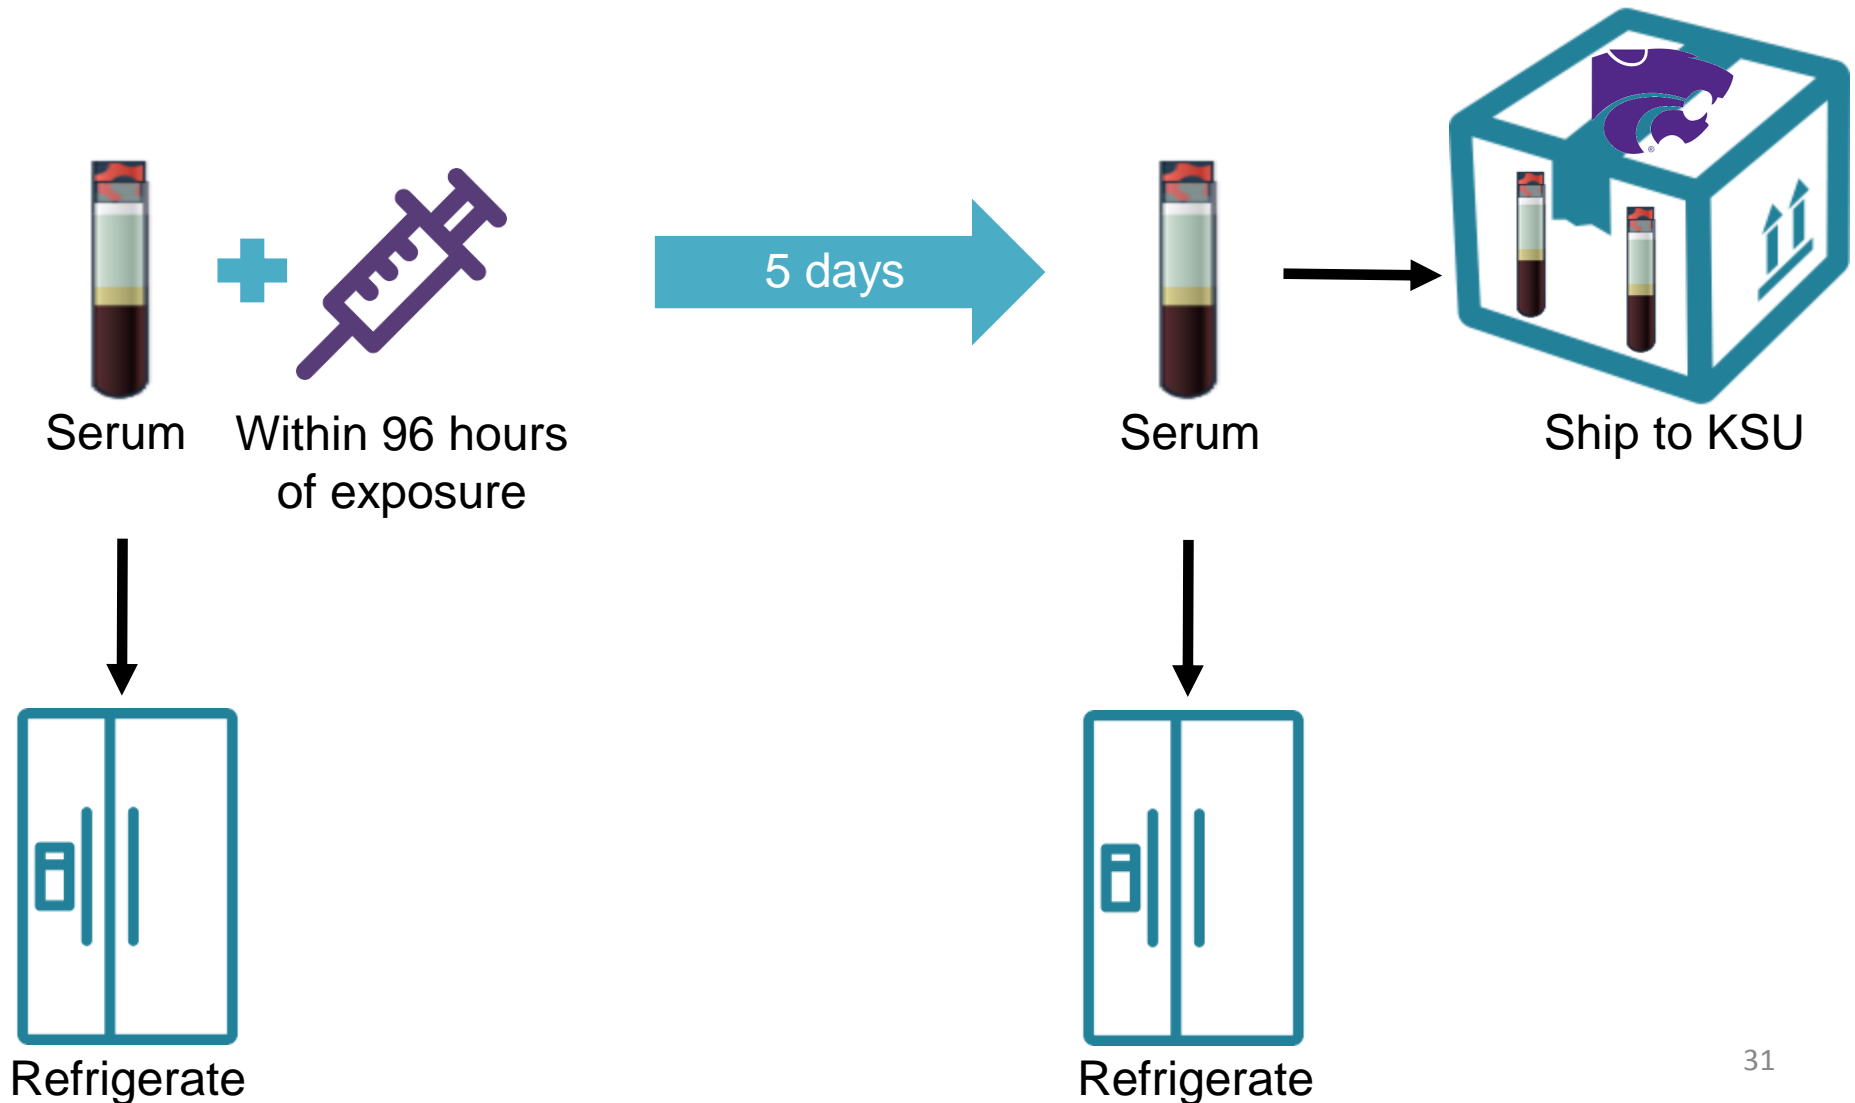 5 days
Serum
Within 96 hours
of exposure
Serum
Ship to KSU
Refrigerate
Refrigerate
31